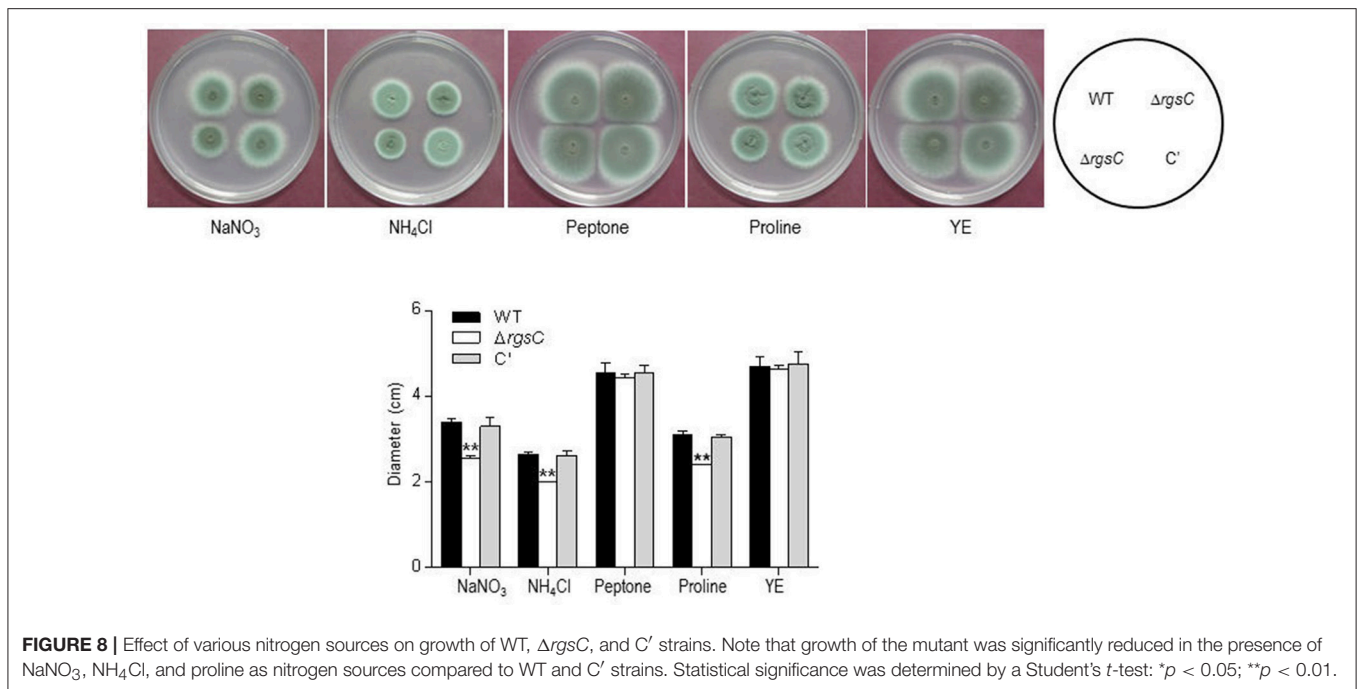 WT ΔrgsC
ΔrgsC C'
NaNO₃ NH₄Cl Peptone Proline YE
6
WT
ΔrgsC
C'
4
Diameter (cm)
2
** ** **
0
NaNO₃ NH₄Cl Peptone Proline YE
FIGURE 8 | Effect of various nitrogen sources on growth of WT, ΔrgsC, and C′ strains. Note that growth of the mutant was significantly reduced in the presence of
NaNO₃, NH₄Cl, and proline as nitrogen sources compared to WT and C′ strains. Statistical significance was determined by a Student's t-test: *p < 0.05; **p < 0.01.